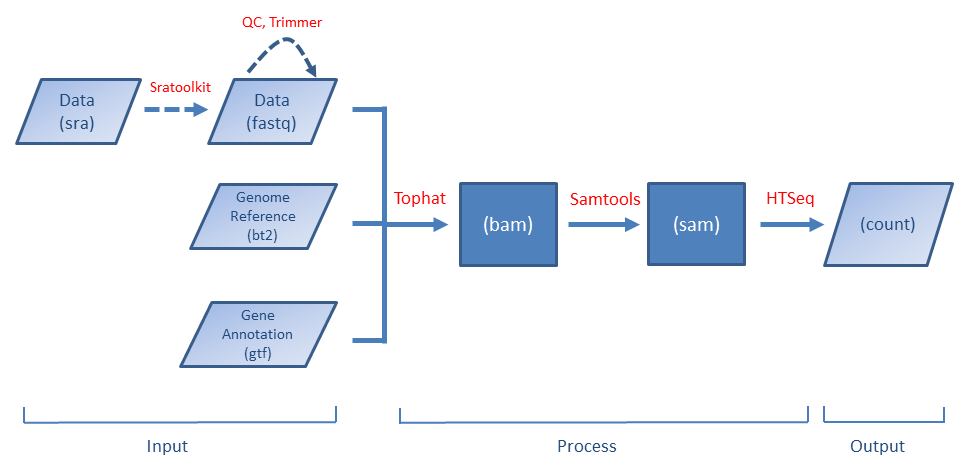 QC, Trimmer
Data
(sra)
Sratoolkit
Data
(fastq)
Genome
Reference
(bt2)
Gene
Annotation
(gtf)
Tophat
(bam)
Samtools
(sam)
HTSeq
(count)
Input
Process
Output